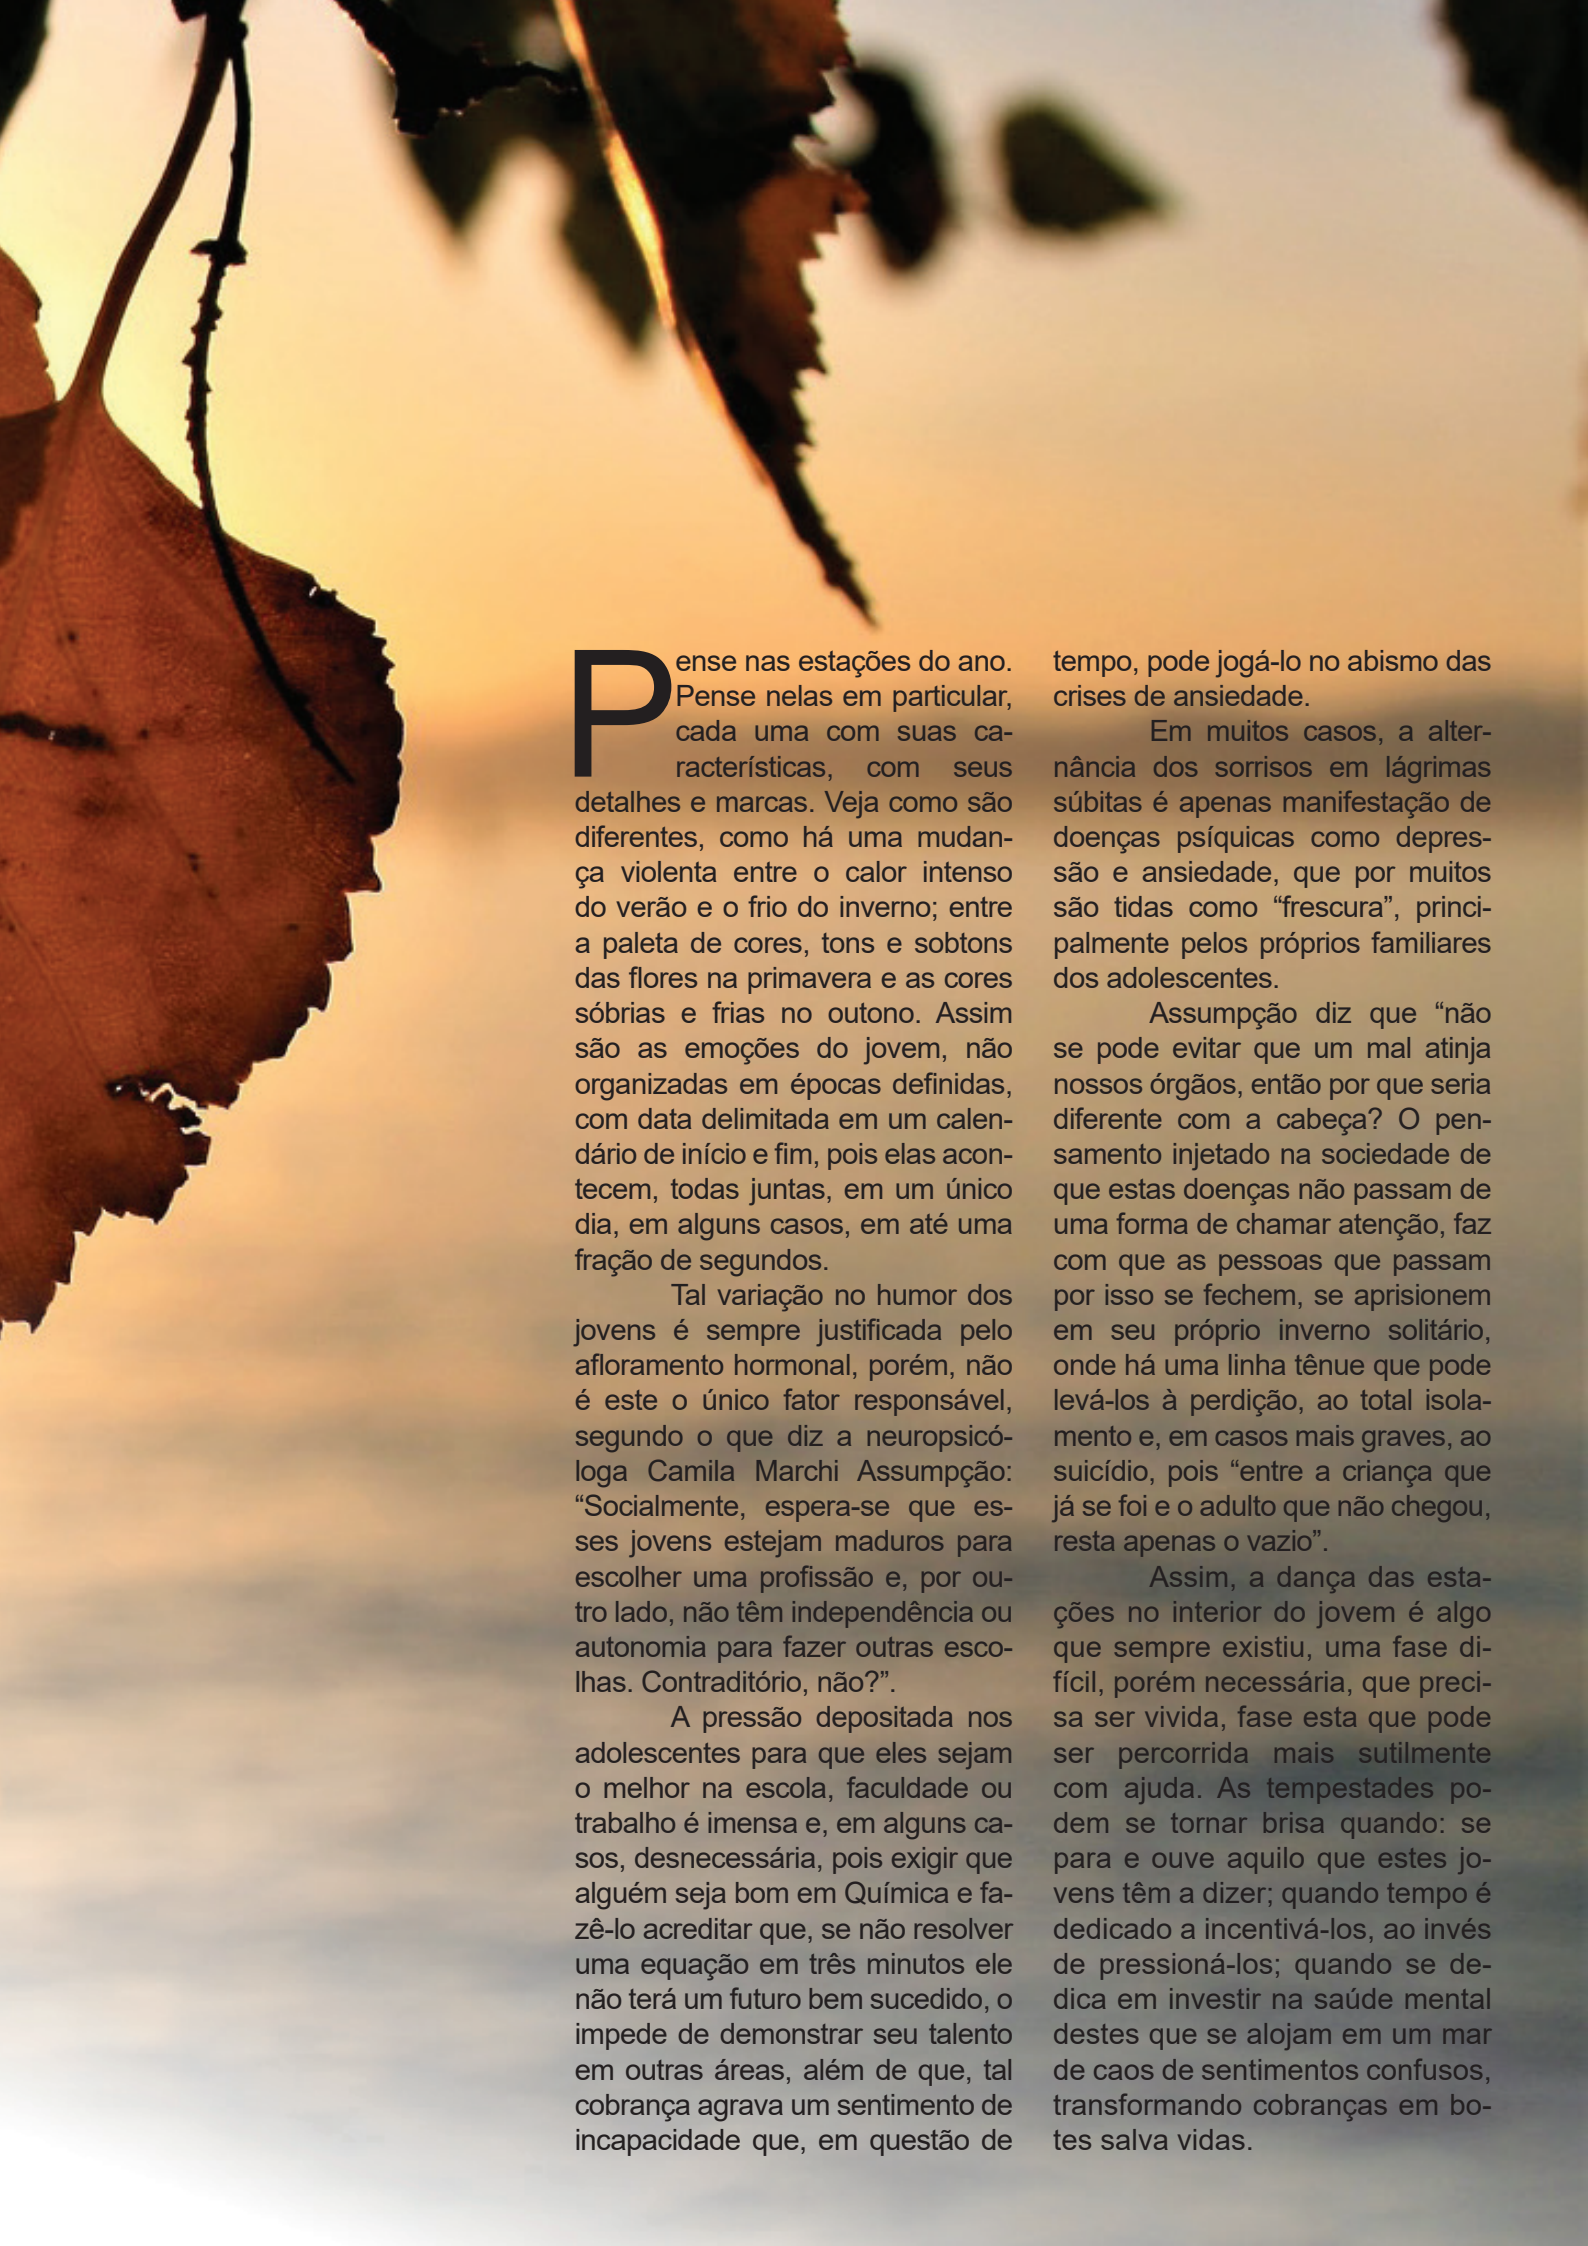 Pense nas estações do ano.
Pense nelas em particular,
cada uma com suas ca-
racterísticas, com seus
detalhes e marcas. Veja como são
diferentes, como há uma mudan-
ça violenta entre o calor intenso
do verão e o frio do inverno; entre
a paleta de cores, tons e sobtons
das flores na primavera e as cores
sóbrias e frias no outono. Assim
são as emoções do jovem, não
organizadas em épocas definidas,
com data delimitada em um calen-
dário de início e fim, pois elas acon-
tecem, todas juntas, em um único
dia, em alguns casos, em até uma
fração de segundos.
Tal variação no humor dos
jovens é sempre justificada pelo
afloramento hormonal, porém, não
é este o único fator responsável,
segundo o que diz a neuropsicó-
loga Camila Marchi Assumpção:
“Socialmente, espera-se que es-
ses jovens estejam maduros para
escolher uma profissão e, por ou-
tro lado, não têm independência ou
autonomia para fazer outras esco-
lhas. Contraditório, não?”.
A pressão depositada nos
adolescentes para que eles sejam
o melhor na escola, faculdade ou
trabalho é imensa e, em alguns ca-
sos, desnecessária, pois exigir que
alguém seja bom em Química e fa-
zê-lo acreditar que, se não resolver
uma equação em três minutos ele
não terá um futuro bem sucedido, o
impede de demonstrar seu talento
em outras áreas, além de que, tal
cobrança agrava um sentimento de
incapacidade que, em questão de
tempo, pode jogá-lo no abismo das
crises de ansiedade.
Em muitos casos, a alter-
nância dos sorrisos em lágrimas
súbitas é apenas manifestação de
doenças psíquicas como depres-
são e ansiedade, que por muitos
são tidas como “frescura”, princi-
palmente pelos próprios familiares
dos adolescentes.
Assumpção diz que “não
se pode evitar que um mal atinja
nossos órgãos, então por que seria
diferente com a cabeça? O pen-
samento injetado na sociedade de
que estas doenças não passam de
uma forma de chamar atenção, faz
com que as pessoas que passam
por isso se fechem, se aprisionem
em seu próprio inverno solitário,
onde há uma linha tênue que pode
levá-los à perdição, ao total isola-
mento e, em casos mais graves, ao
suicídio, pois “entre a criança que
já se foi e o adulto que não chegou,
resta apenas o vazio”.
Assim, a dança das esta-
ções no interior do jovem é algo
que sempre existiu, uma fase di-
fícil, porém necessária, que preci-
sa ser vivida, fase esta que pode
ser percorrida mais sutilmente
com ajuda. As tempestades po-
dem se tornar brisa quando: se
para e ouve aquilo que estes jo-
vens têm a dizer; quando tempo é
dedicado a incentivá-los, ao invés
de pressioná-los; quando se de-
dica em investir na saúde mental
destes que se alojam em um mar
de caos de sentimentos confusos,
transformando cobranças em bo-
tes salva vidas.